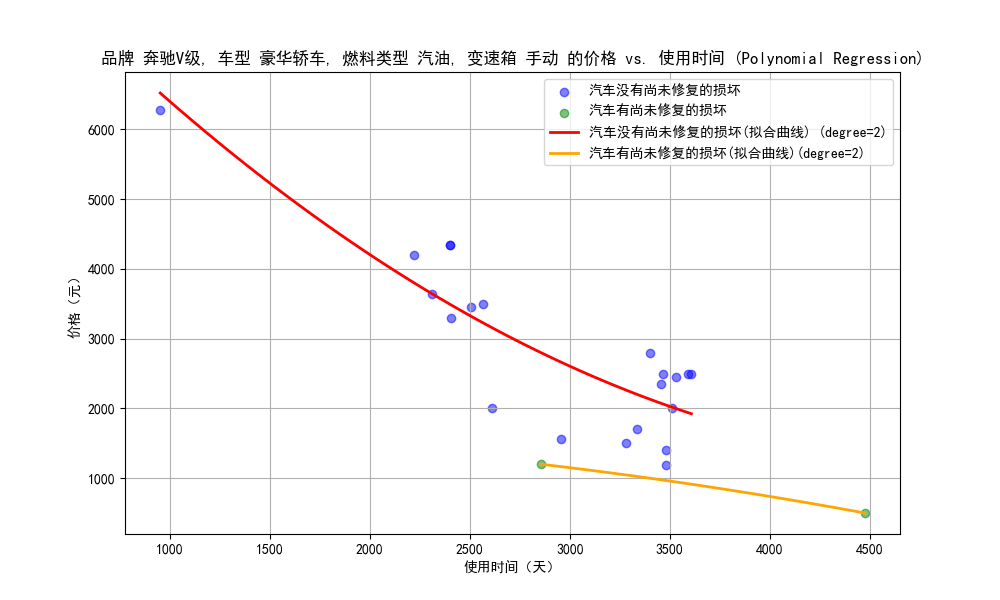 品牌 奔驰V级, 车型 豪华轿车, 燃料类型 汽油, 变速箱 手动 的价格 vs. 使用时间 (Polynomial Regression)
汽车没有尚未修复的损坏
汽车有尚未修复的损坏
汽车没有尚未修复的损坏(拟合曲线) (degree=2)
汽车有尚未修复的损坏(拟合曲线)(degree=2)
价格（元）
6000
5000
4000
3000
2000
1000
1000 1500 2000 2500 3000 3500 4000 4500
使用时间（天）